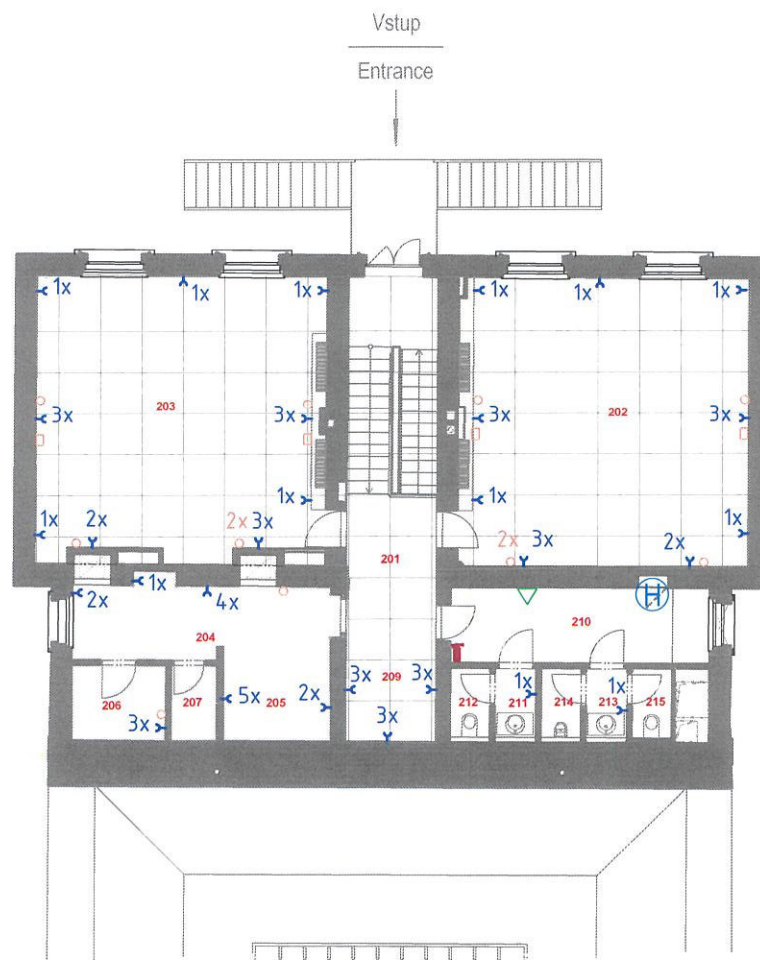 Vstup
Entrance
1x 1x 1x 1x 1x 1x
3x 203 3x 3x 202 3x
1x 1x 1x 1x
2x 2x 3x 2x 3x 2x
201
1x H
2x 4x
204 210
206 207 5x 205 2x 3x 209 3x 212 1x 211 214 1x 213 215
3x 3x